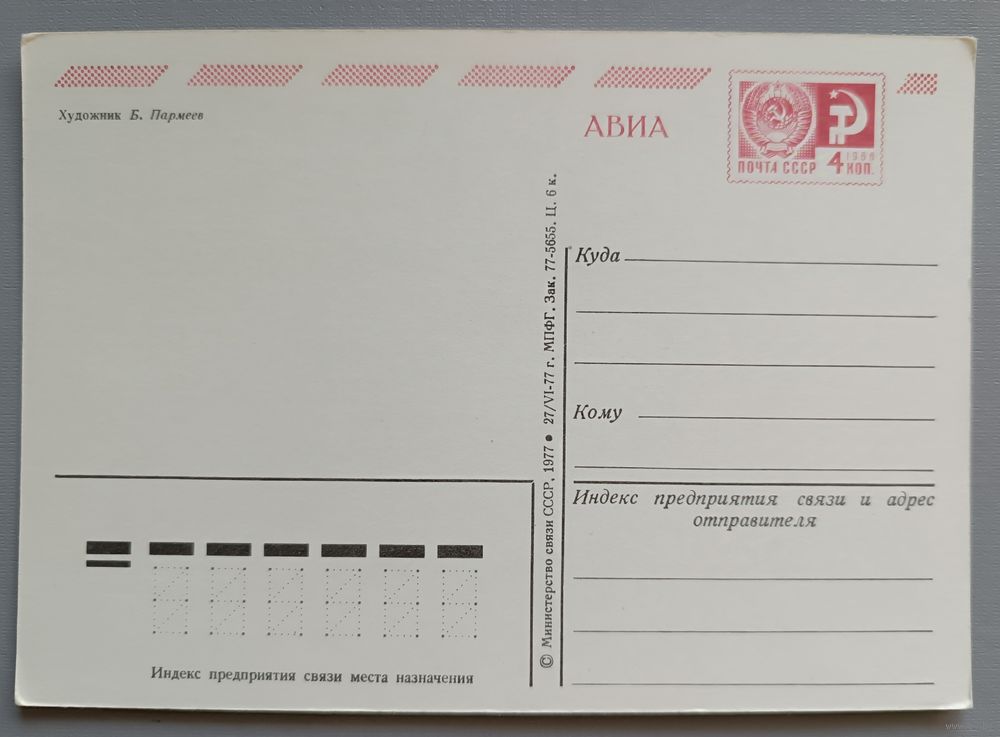 Художник Б. Пармеев
АВИА
1966
ПОЧТА СССР 4 КОП.
© Министерство связи СССР, 1977 ● 27/VI-77 г. МПФГ. Зак. 77-5655. Ц. 6 к.
Куда
Кому
Индекс предприятия связи и адрес
отправителя
Индекс предприятия связи места назначения